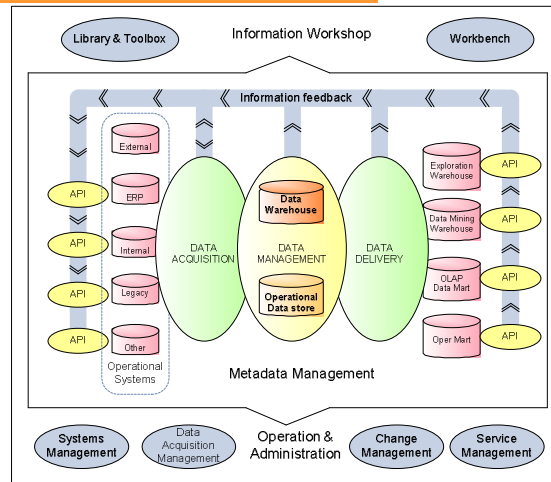 Library & Toolbox
Information Workshop
Workbench
Information feedback
External
ERP
Internal
Legacy
Other
Operational
Systems
API
API
API
API
DATA
ACQUISITION
Data
Warehouse
DATA
MANAGEMENT
Operational
Data store
DATA
DELIVERY
Exploration
Warehouse
Data Mining
Warehouse
OLAP
Data Mart
Oper Mart
API
API
API
API
Metadata Management
Systems
Management
Data
Acquisition
Management
Operation &
Administration
Change
Management
Service
Management